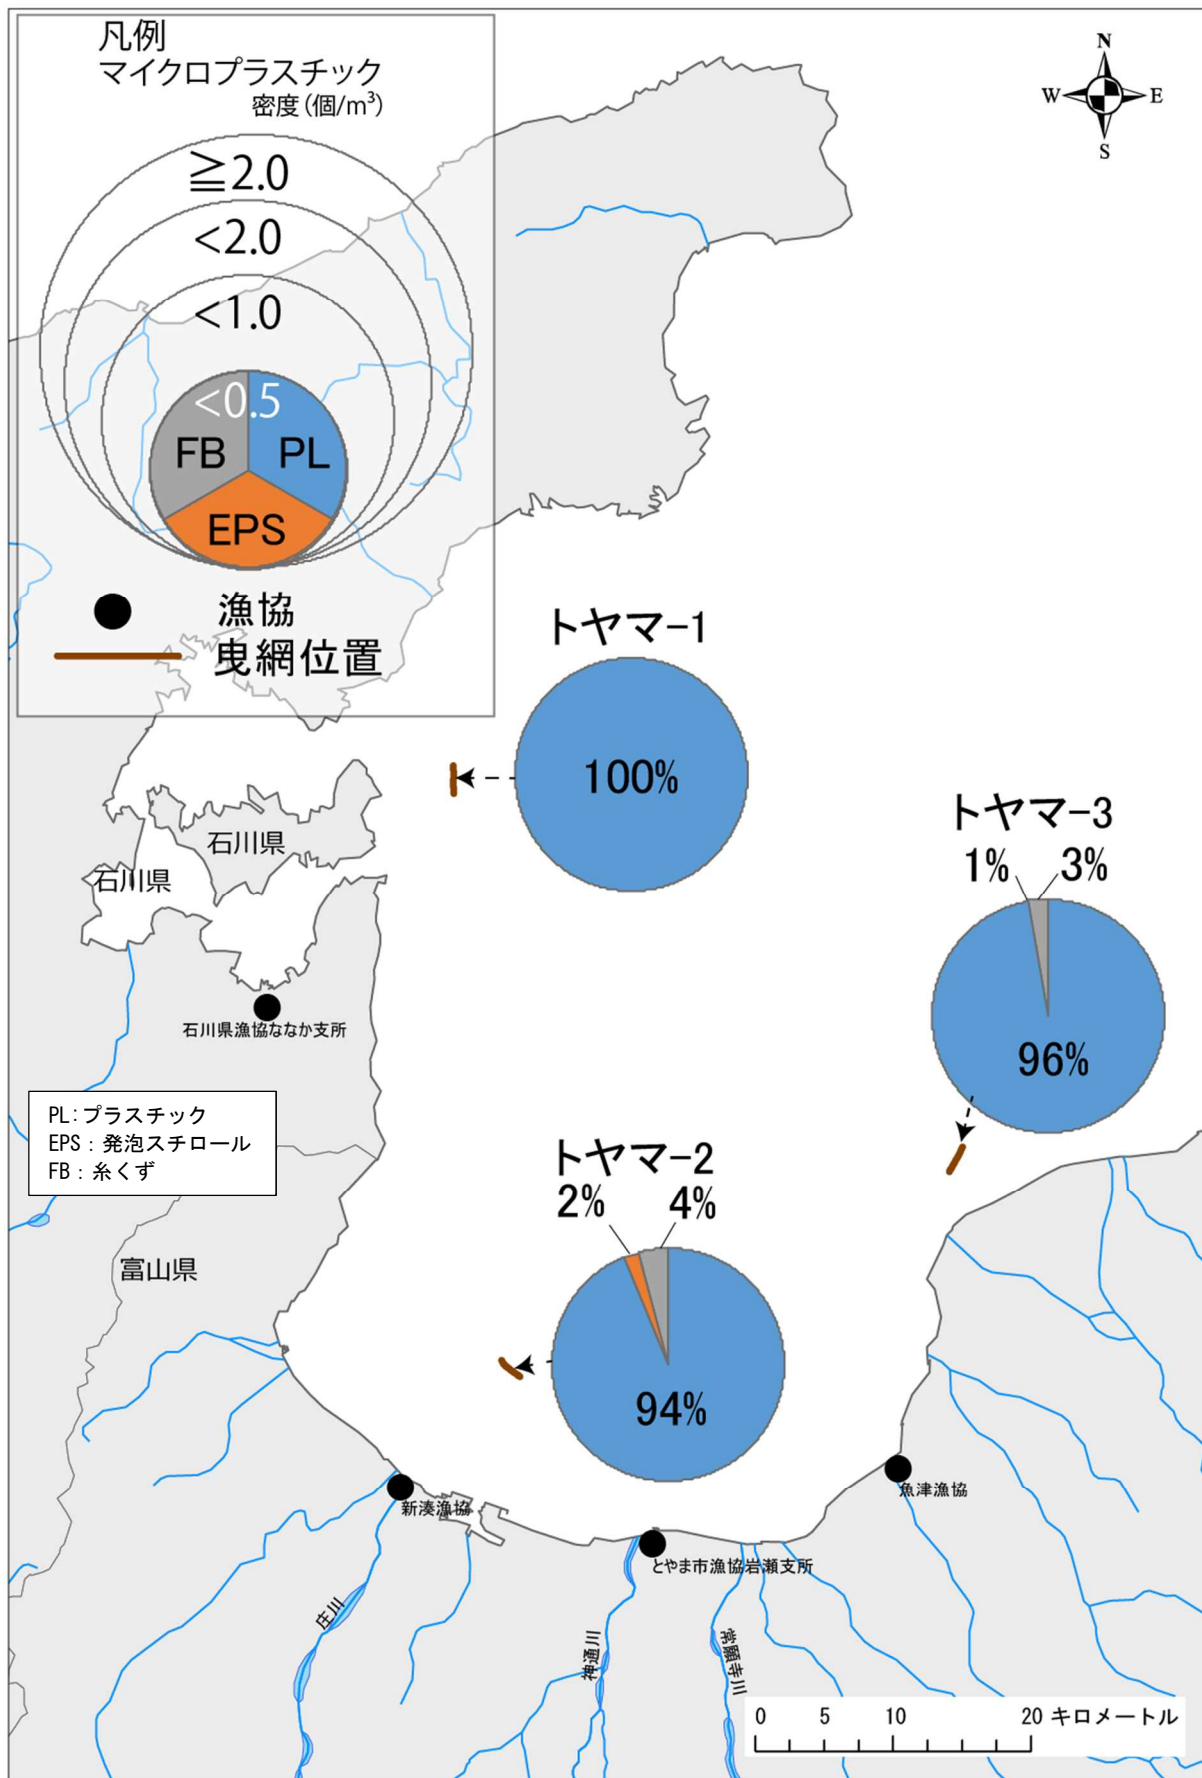 凡例
マイクロプラスチック
密度(個/m³)
≧2.0
<2.0
<1.0
<0.5
FB
PL
EPS
漁協
曳網位置
N
W
E
S
トヤマ-1
100%
トヤマ-3
1%
3%
96%
石川県
石川県
石川県漁協ななか支所
PL:プラスチック
EPS:発泡スチロール
FB:糸くず
トヤマ-2
2%
4%
94%
富山県
新湊漁協
魚津漁協
とやま市漁協岩瀬支所
庄川
神通川
常願寺川
0 5 10 20 キロメートル